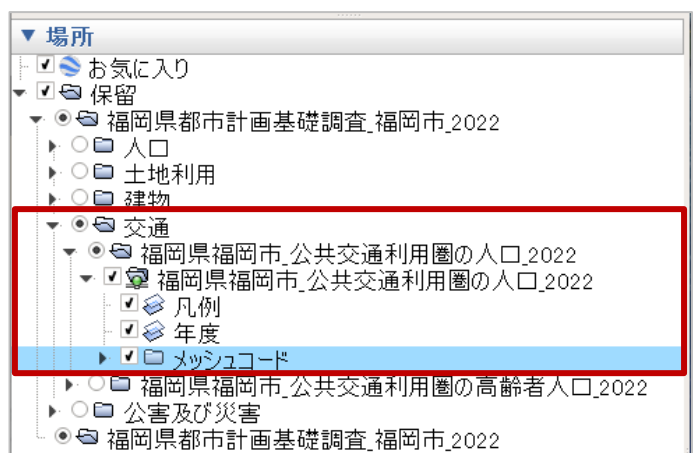 ▼ 場所
お気に入り
保留
福岡県都市計画基礎調査_福岡市_2022
人口
土地利用
建物
交通
福岡県福岡市_公共交通利用圏の人口_2022
福岡県福岡市_公共交通利用圏の人口_2022
凡例
年度
メッシュコード
福岡県福岡市_公共交通利用圏の高齢者人口_2022
公害及び災害
福岡県都市計画基礎調査_福岡市_2022